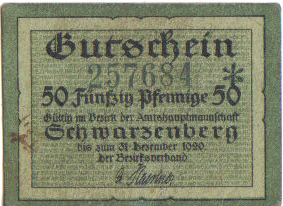 Gutschein
257684 *
50 Fünfzig Pfennige 50
Gültig im Bezirk der Amtshauptmannschaft
Schwarzenberg
bis zum 31. Dezember 1920
der Bezirksverband